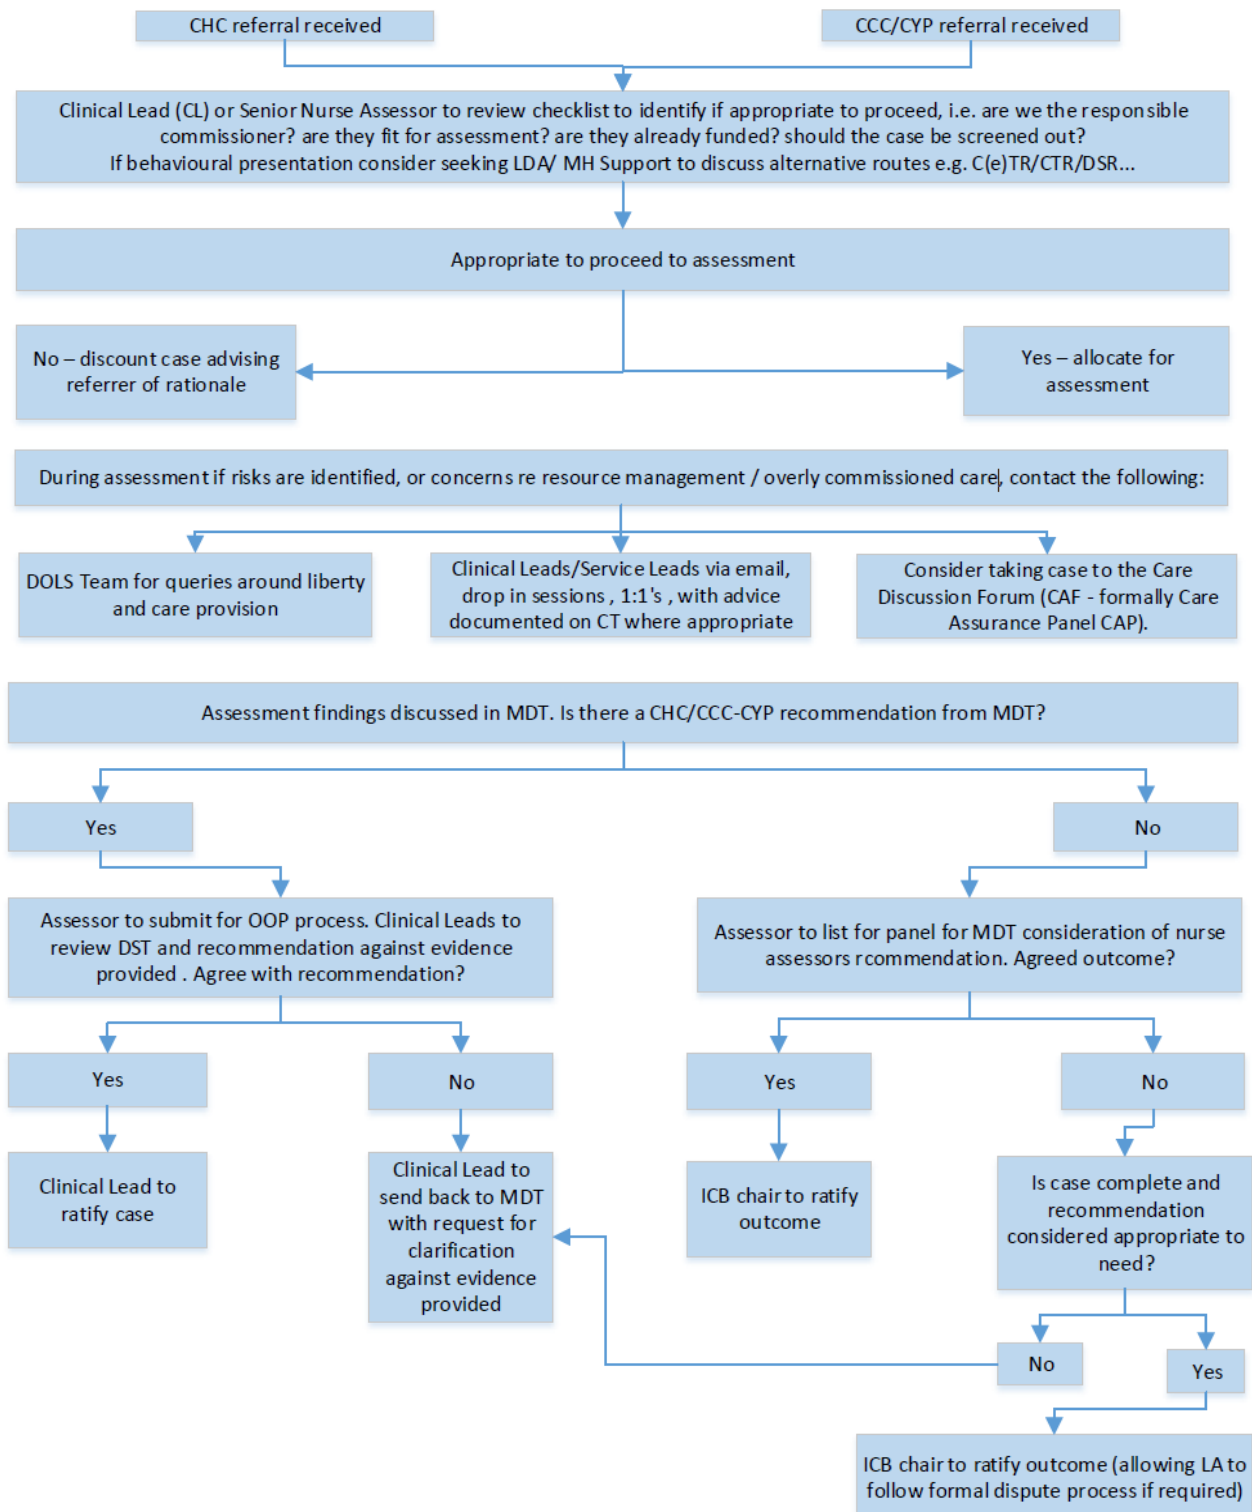 CHC referral received
CCC/CYP referral received
Clinical Lead (CL) or Senior Nurse Assessor to review checklist to identify if appropriate to proceed, i.e. are we the responsible
commissioner? are they fit for assessment? are they already funded? should the case be screened out?
If behavioural presentation consider seeking LDA/ MH Support to discuss alternative routes e.g. C(e)TR/CTR/DSR...
Appropriate to proceed to assessment
No – discount case advising
referrer of rationale
Yes – allocate for
assessment
During assessment if risks are identified, or concerns re resource management / overly commissioned care, contact the following:
DOLS Team for queries around liberty
and care provision
Clinical Leads/Service Leads via email,
drop in sessions , 1:1's , with advice
documented on CT where appropriate
Consider taking case to the Care
Discussion Forum (CAF - formally Care
Assurance Panel CAP).
Assessment findings discussed in MDT. Is there a CHC/CCC-CYP recommendation from MDT?
Yes
No
Assessor to submit for OOP process. Clinical Leads to
review DST and recommendation against evidence
provided . Agree with recommendation?
Assessor to list for panel for MDT consideration of nurse
assessors rcommendation. Agreed outcome?
Yes
No
Yes
No
Clinical Lead to
ratify case
Clinical Lead to
send back to MDT
with request for
clarification
against evidence
provided
ICB chair to ratify
outcome
Is case complete and
recommendation
considered appropriate to
need?
No
Yes
ICB chair to ratify outcome (allowing LA to
follow formal dispute process if required)